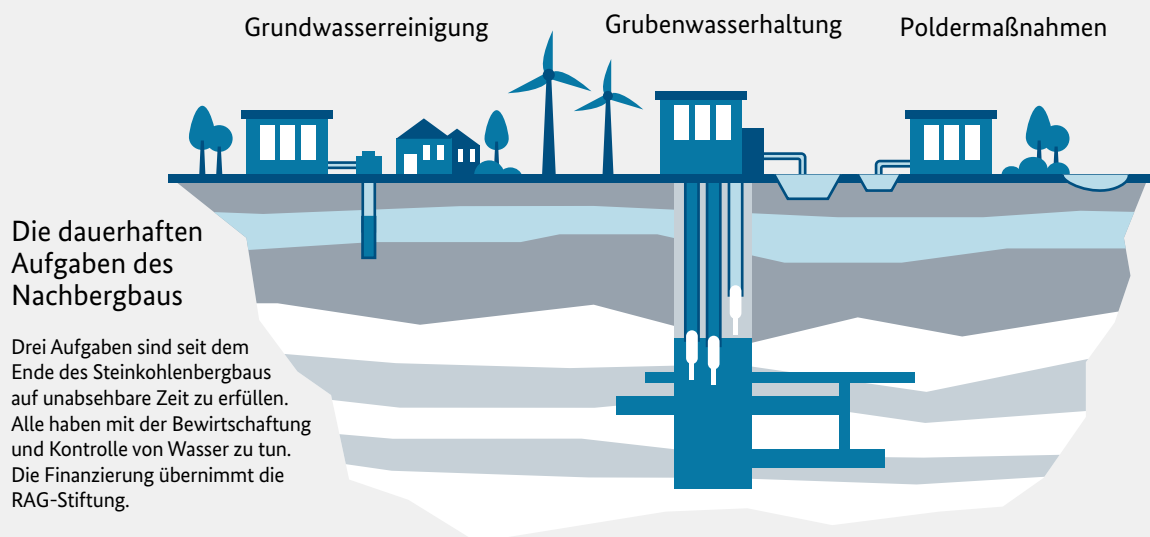 Grundwasserreinigung
Grubenwasserhaltung
Poldermaßnahmen
Die dauerhaften
Aufgaben des
Nachbergbaus
Drei Aufgaben sind seit dem
Ende des Steinkohlenbergbaus
auf unabsehbare Zeit zu erfüllen.
Alle haben mit der Bewirtschaftung
und Kontrolle von Wasser zu tun.
Die Finanzierung übernimmt die
RAG-Stiftung.